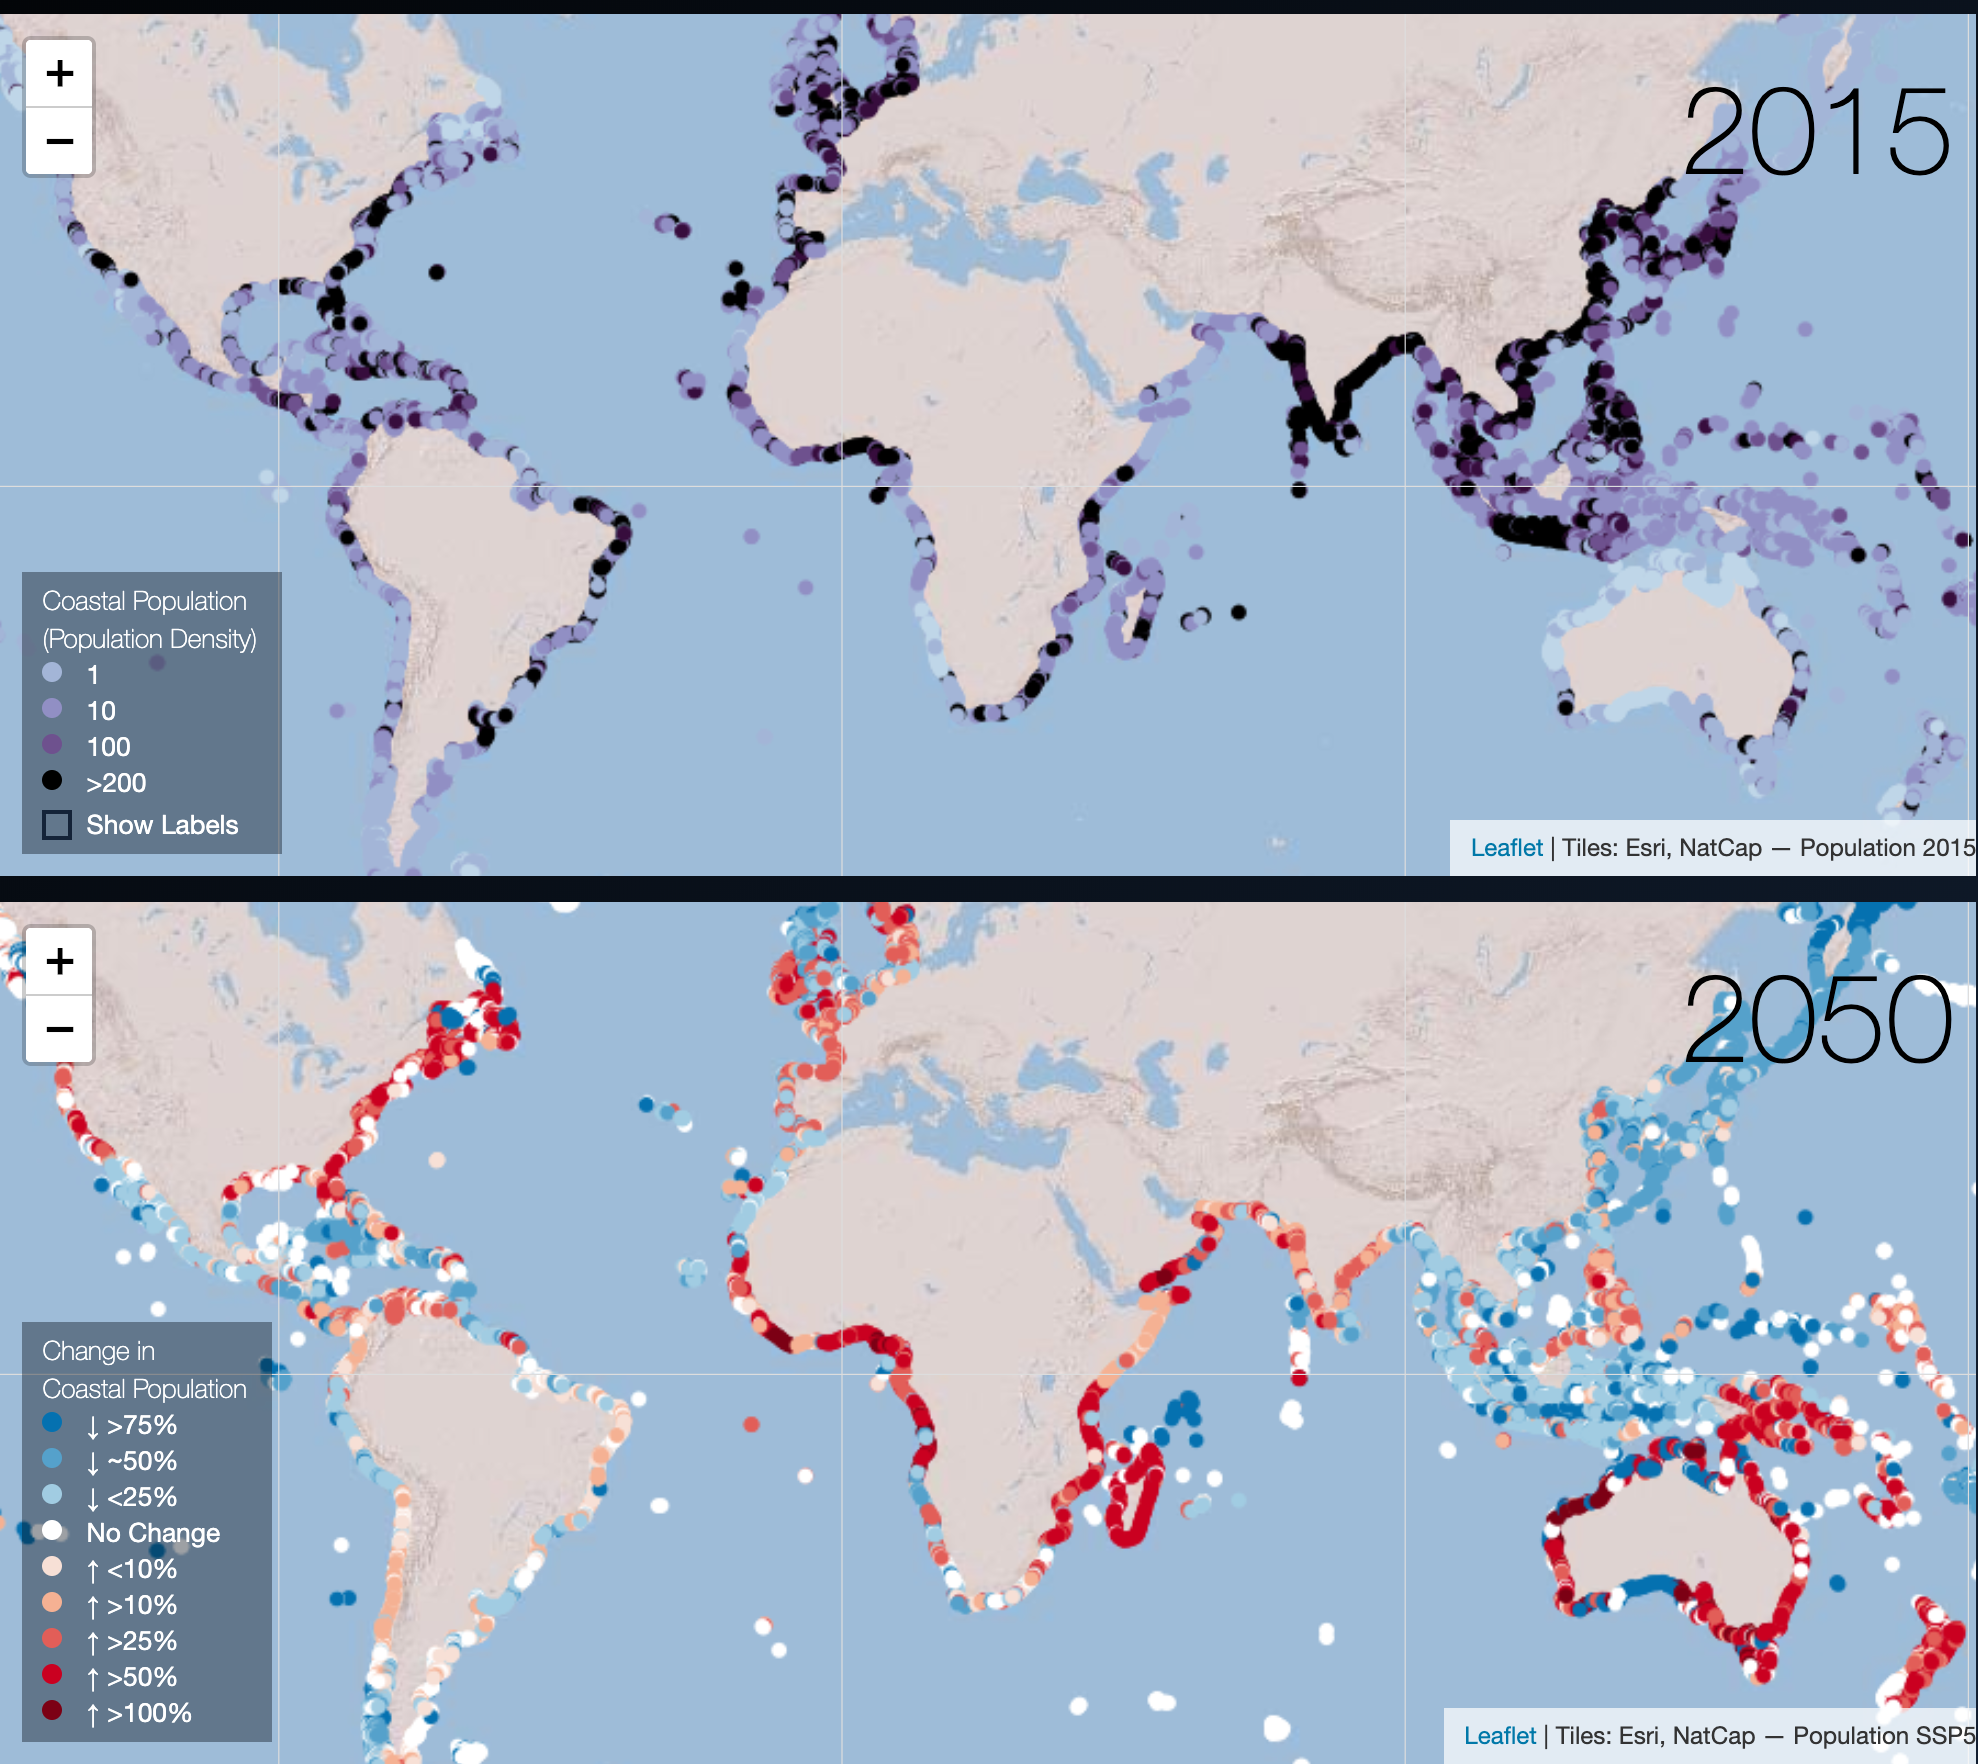 +
−
2015
Coastal Population
(Population Density)
1
10
100
>200
Show Labels
Leaflet | Tiles: Esri, NatCap — Population 2015
+
−
2050
Change in
Coastal Population
↓ >75%
↓ ~50%
↓ <25%
No Change
↑ <10%
↑ >10%
↑ >25%
↑ >50%
↑ >100%
Leaflet | Tiles: Esri, NatCap — Population SSP5